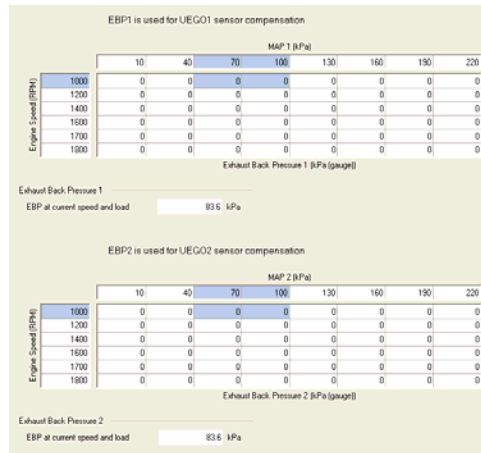 EBP1 is used for UEGO1 sensor compensation
MAP 1 (kPa)
10 40 70 100 130 160 190 220
Engine Speed (RPM)
1000 0 0 0 0 0 0 0 0
1200 0 0 0 0 0 0 0 0
1400 0 0 0 0 0 0 0 0
1600 0 0 0 0 0 0 0 0
1700 0 0 0 0 0 0 0 0
1800 0 0 0 0 0 0 0 0
Exhaust Back Pressure 1 (kPa (gauge))
Exhaust Back Pressure 1
EBP at current speed and load 83.6 kPa
EBP2 is used for UEGO2 sensor compensation
MAP 2 (kPa)
10 40 70 100 130 160 190 220
Engine Speed (RPM)
1000 0 0 0 0 0 0 0 0
1200 0 0 0 0 0 0 0 0
1400 0 0 0 0 0 0 0 0
1600 0 0 0 0 0 0 0 0
1700 0 0 0 0 0 0 0 0
1800 0 0 0 0 0 0 0 0
Exhaust Back Pressure 2 (kPa (gauge))
Exhaust Back Pressure 2
EBP at current speed and load 83.6 kPa